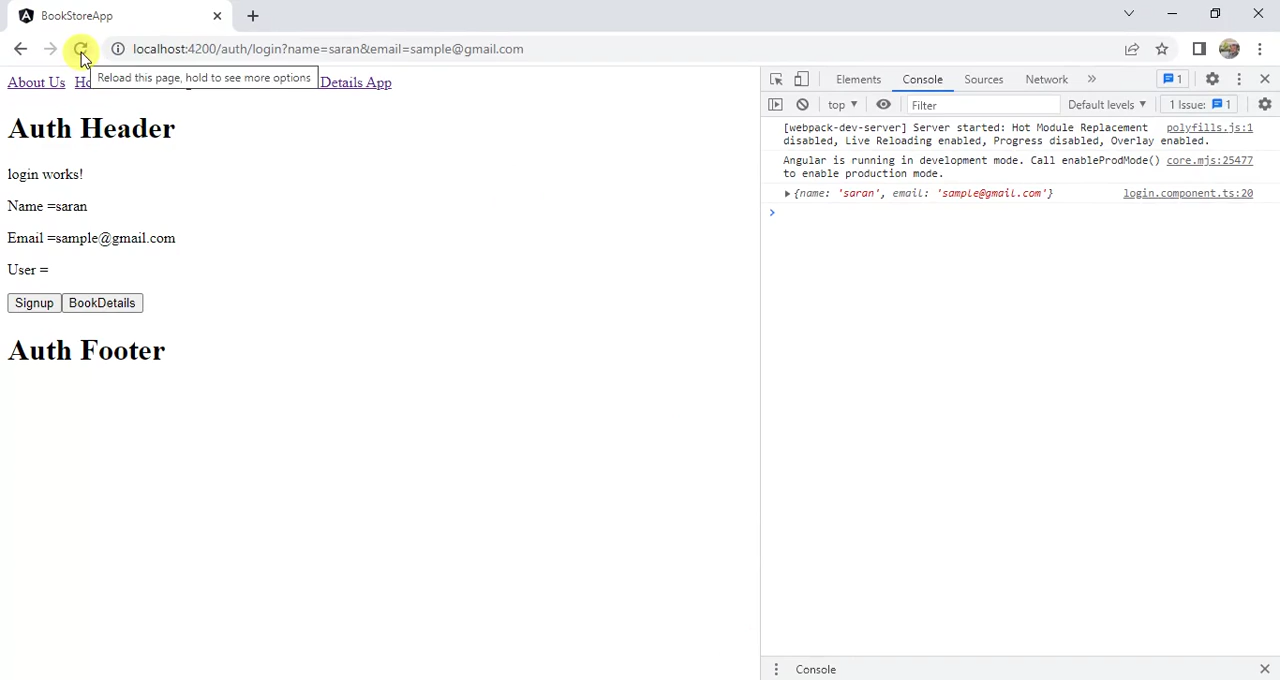 BookStoreApp
localhost:4200/auth/login?name=saran&email=sample@gmail.com
Reload this page, hold to see more options
About Us Details App
Auth Header
login works!
Name =saran
Email =sample@gmail.com
User =
Signup BookDetails
Auth Footer
Elements Console Sources Network » 1
top ▼ Filter Default levels ▼ 1 Issue: 1
[webpack-dev-server] Server started: Hot Module Replacement polyfills.js:1
disabled, Live Reloading enabled, Progress disabled, Overlay enabled.
Angular is running in development mode. Call enableProdMode() core.mjs:25477
to enable production mode.
{name: 'saran', email: 'sample@gmail.com'} login.component.ts:20
Console